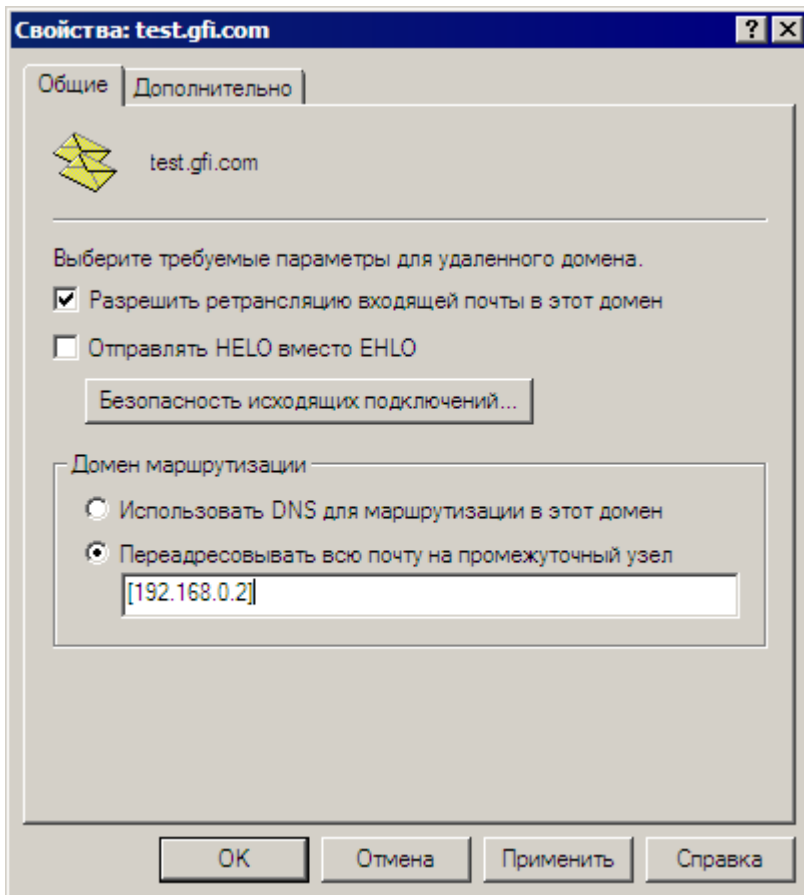 Свойства: test.gfi.com
Общие
Дополнительно
test.gfi.com
Выберите требуемые параметры для удаленного домена.
Разрешить ретрансляцию входящей почты в этот домен
Отправлять HELO вместо EHLO
Безопасность исходящих подключений...
Домен маршрутизации
Использовать DNS для маршрутизации в этот домен
Переадресовывать всю почту на промежуточный узел
[192.168.0.2]
OK
Отмена
Применить
Справка